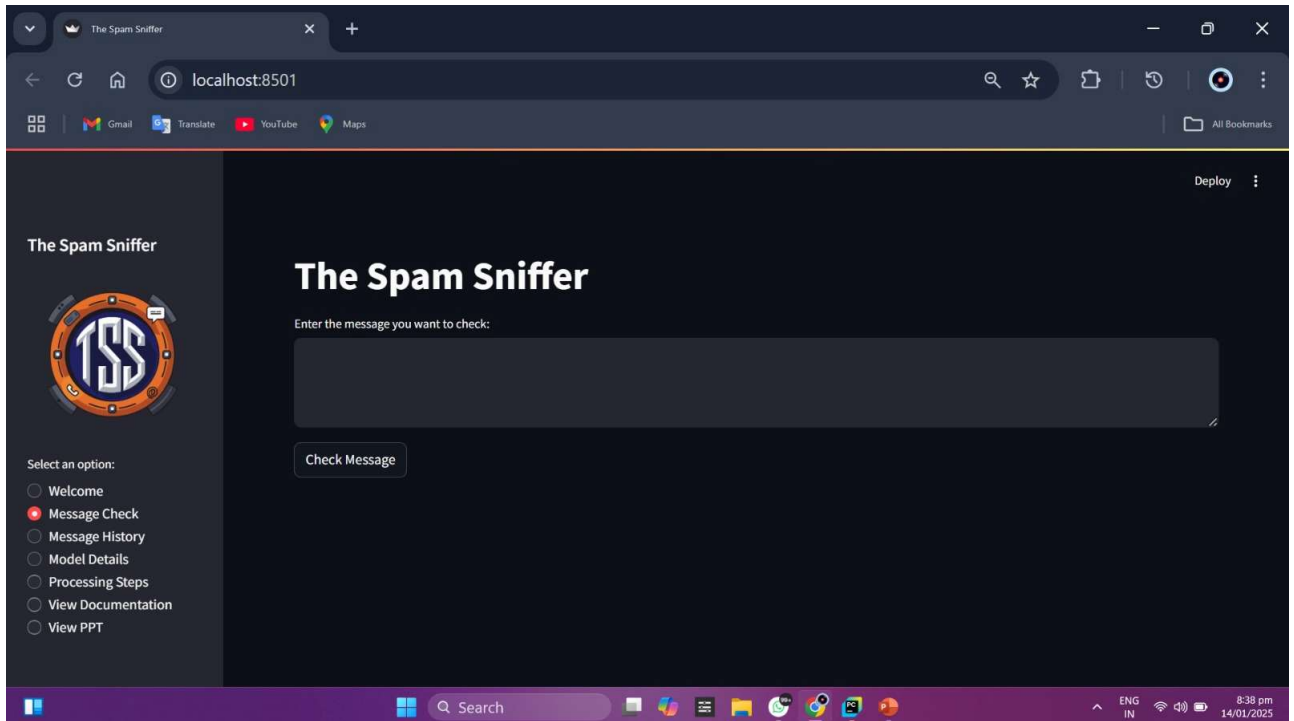 The Spam Sniffer
localhost:8501
Gmail Translate YouTube Maps All Bookmarks
Deploy
The Spam Sniffer
TSS
Select an option:
Welcome
Message Check
Message History
Model Details
Processing Steps
View Documentation
View PPT
The Spam Sniffer
Enter the message you want to check:
Check Message
Search
PC
ENG
IN
8:38 pm
14/01/2025